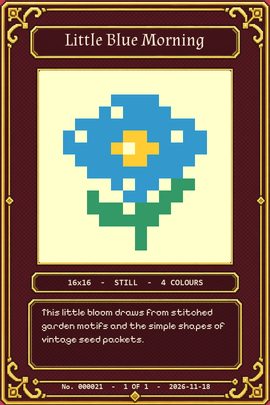 Little Blue Morning
16x16 - STILL - 4 COLOURS
This little bloom draws from stitched
garden motifs and the simple shapes of
vintage seed packets.
No. 000021 - 1 OF 1 - 2026-11-18